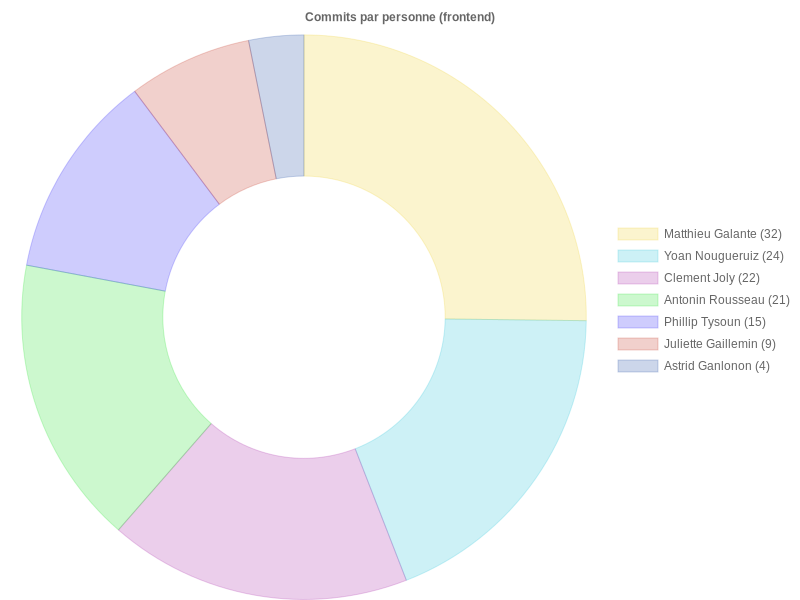 Commits par personne (frontend)
Matthieu Galante (32)
Yoan Nougueruiz (24)
Clement Joly (22)
Antonin Rousseau (21)
Phillip Tysoun (15)
Juliette Gaillemin (9)
Astrid Ganlonon (4)